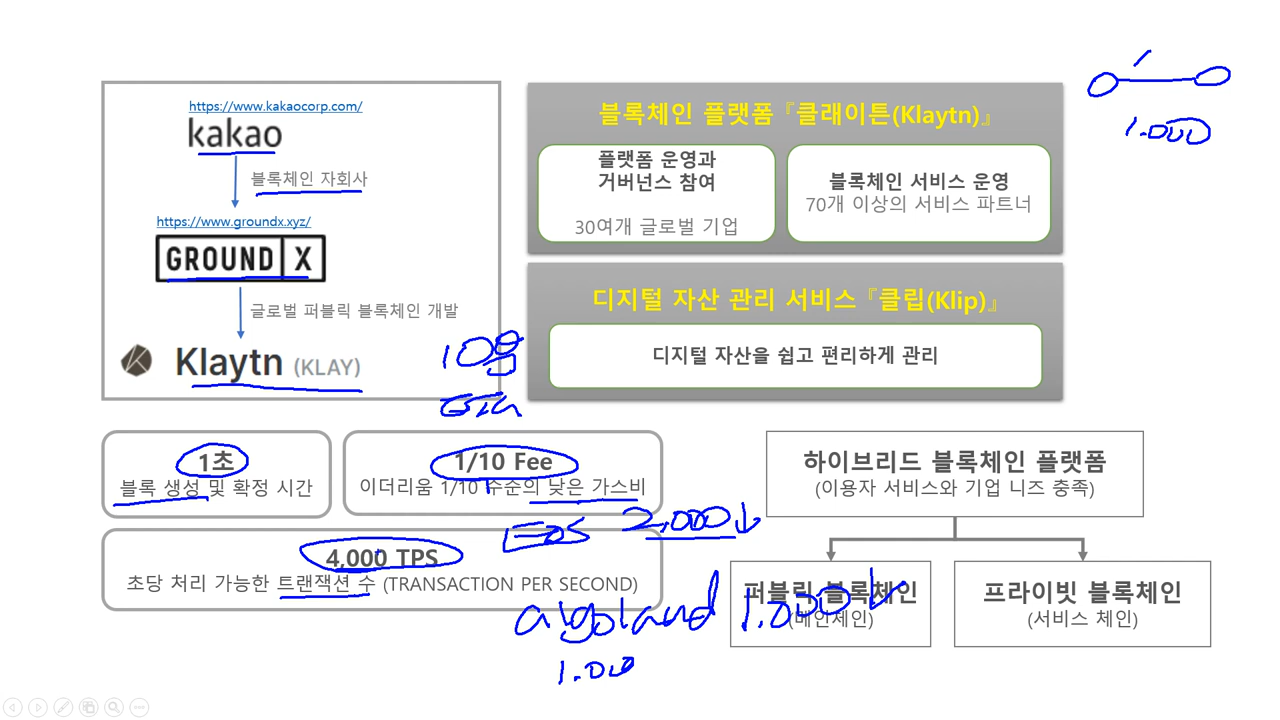 https://www.kakaocorp.com/
kakao
블록체인 자회사
https://www.groundx.xyz/
GROUND X
글로벌 퍼블릭 블록체인 개발
Klaytn (KLAY)
블록체인 플랫폼 『클래이튼(Klaytn)』
플랫폼 운영과
거버넌스 참여
30여개 글로벌 기업
블록체인 서비스 운영
70개 이상의 서비스 파트너
디지털 자산 관리 서비스 『클립(Klip)』
디지털 자산을 쉽고 편리하게 관리
1.000
1초
블록 생성 및 확정 시간
1/10 Fee
이더리움 1/10 수준의 낮은 가스비
4,000 TPS
초당 처리 가능한 트랜잭션 수 (TRANSACTION PER SECOND)
EOS 2,000↓
algoland 1.000↓
1.000
하이브리드 블록체인 플랫폼
(이용자 서비스와 기업 니즈 충족)
퍼블릭 블록체인
(메인체인)
프라이빗 블록체인
(서비스 체인)